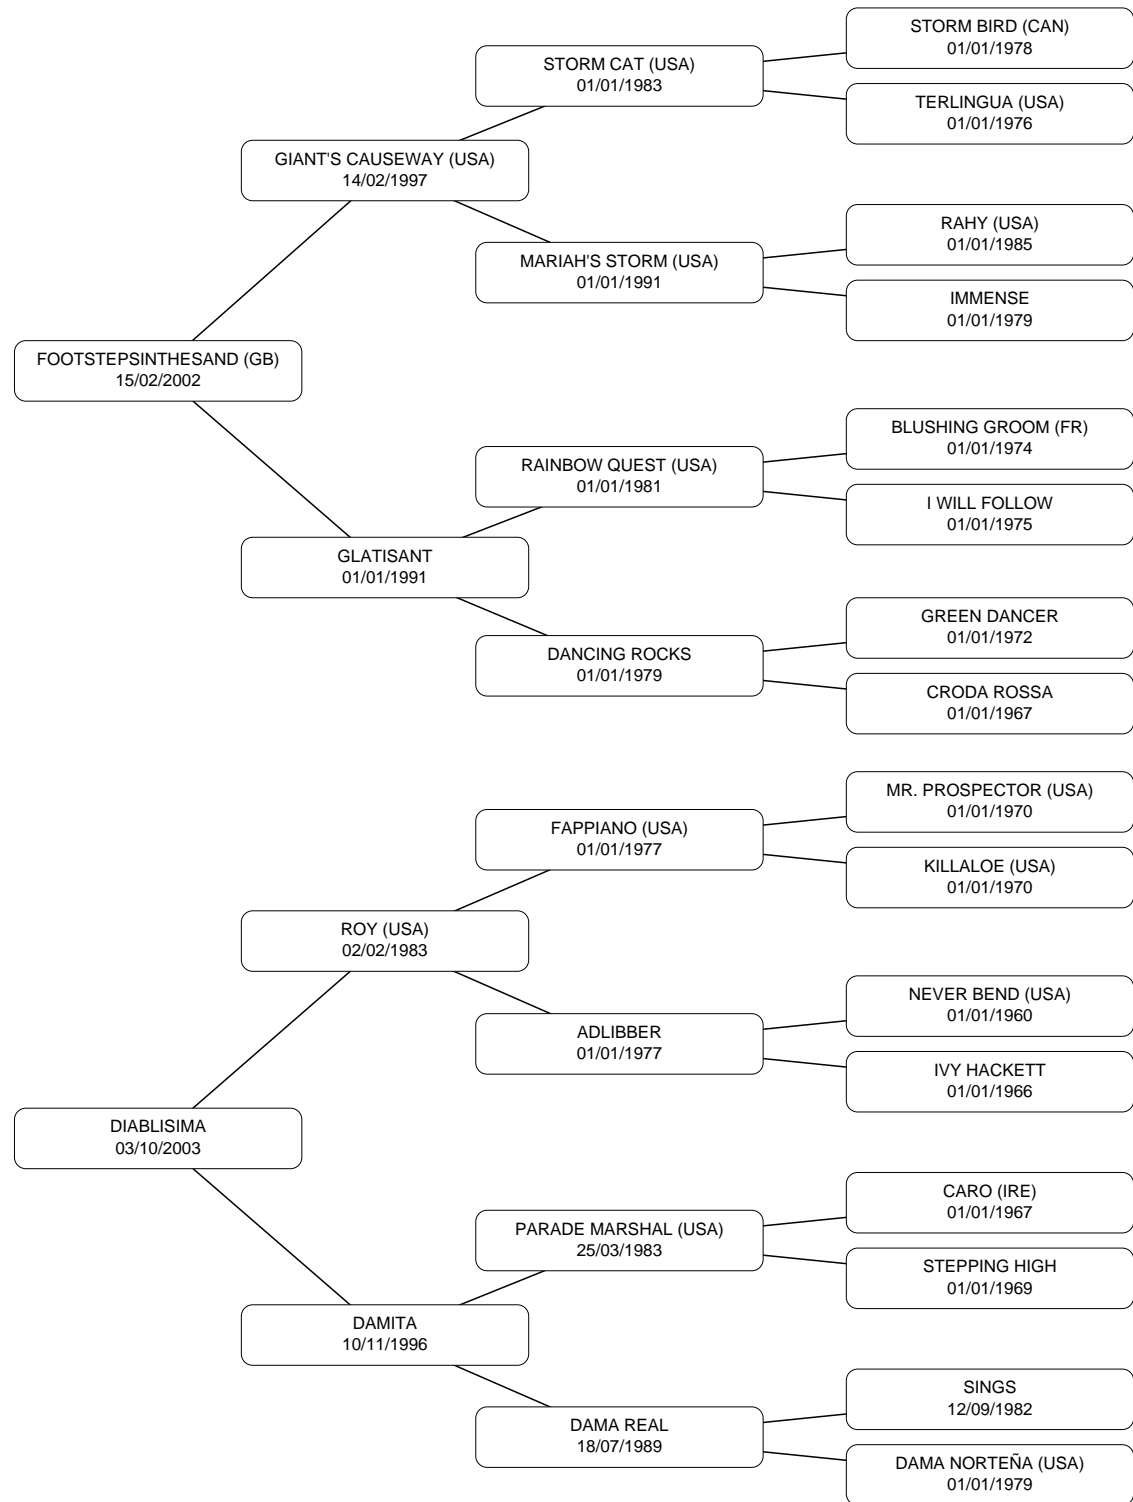 STORM BIRD (CAN)
01/01/1978
STORM CAT (USA)
01/01/1983
TERLINGUA (USA)
01/01/1976
GIANT'S CAUSEWAY (USA)
14/02/1997
RAHY (USA)
01/01/1985
MARIAH'S STORM (USA)
01/01/1991
IMMENSE
01/01/1979
FOOTSTEPSINTHESAND (GB)
15/02/2002
BLUSHING GROOM (FR)
01/01/1974
RAINBOW QUEST (USA)
01/01/1981
I WILL FOLLOW
01/01/1975
GLATISANT
01/01/1991
GREEN DANCER
01/01/1972
DANCING ROCKS
01/01/1979
CRODA ROSSA
01/01/1967
MR. PROSPECTOR (USA)
01/01/1970
FAPPIANO (USA)
01/01/1977
KILLALOE (USA)
01/01/1970
ROY (USA)
02/02/1983
NEVER BEND (USA)
01/01/1960
ADLIBBER
01/01/1977
IVY HACKETT
01/01/1966
DIABLISIMA
03/10/2003
CARO (IRE)
01/01/1967
PARADE MARSHAL (USA)
25/03/1983
STEPPING HIGH
01/01/1969
DAMITA
10/11/1996
SINGS
12/09/1982
DAMA REAL
18/07/1989
DAMA NORTEÑA (USA)
01/01/1979